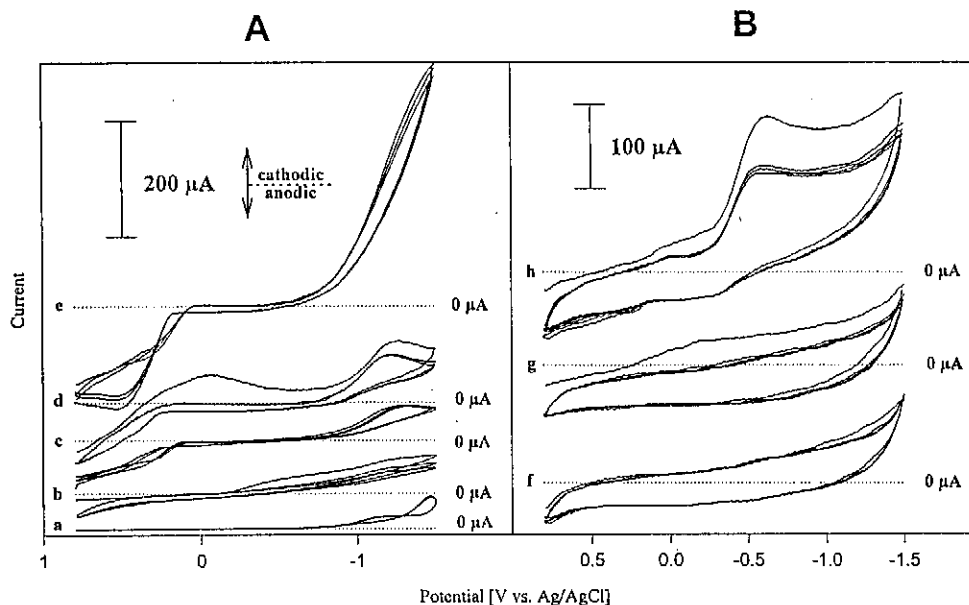 A
B
200 µA
cathodic
anodic
100 µA
Current
e
0 µA
d
0 µA
c
0 µA
b
0 µA
a
0 µA
h
0 µA
g
0 µA
f
0 µA
1
0
-1
0.5
0.0
-0.5
-1.0
-1.5
Potential [V vs. Ag/AgCl]